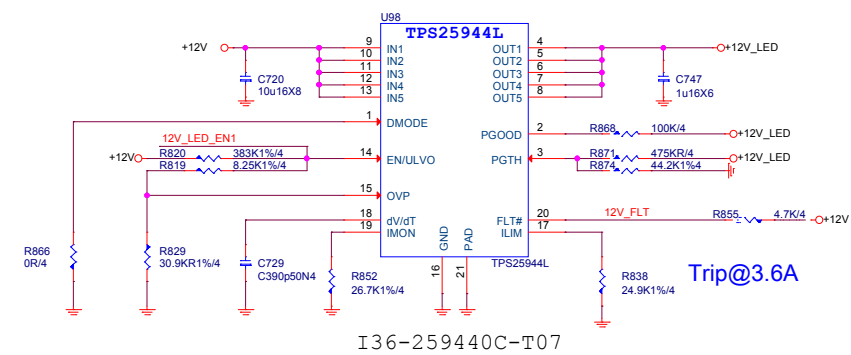 U98
TPS25944L
+12V
9 IN1 OUT1 4 +12V_LED
10 IN2 OUT2 5
11 IN3 OUT3 6
12 IN4 OUT4 7
13 IN5 OUT5 8
C720
10u16X8
C747
1u16X6
1 DMODE
PGOOD 2 R868 100K/4 +12V_LED
12V_LED_EN1
+12V R820 383K1%/4 14 EN/ULVO
R819 8.25K1%/4
PGTH 3 R871 475KR/4 +12V_LED
R874 44.2K1%4
15 OVP
18 dV/dT
19 IMON
FLT# 20 12V_FLT R855 4.7K/4 +12V
ILIM 17
GND
PAD
16
21
TPS25944L
R866
0R/4
R829
30.9KR1%/4
C729
C390p50N4
R852
26.7K1%/4
R838
24.9K1%/4
Trip@3.6A
I36-259440C-T07